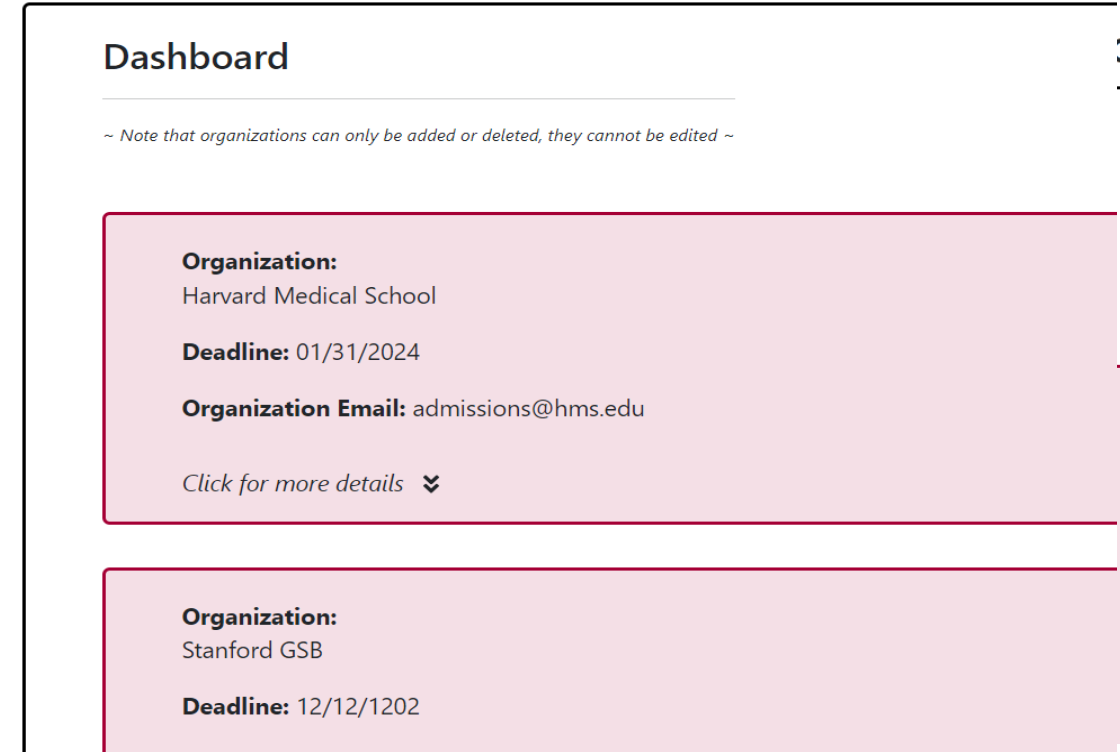 Dashboard
~ Note that organizations can only be added or deleted, they cannot be edited ~
Organization:
Harvard Medical School
Deadline: 01/31/2024
Organization Email: admissions@hms.edu
Click for more details
Organization:
Stanford GSB
Deadline: 12/12/1202